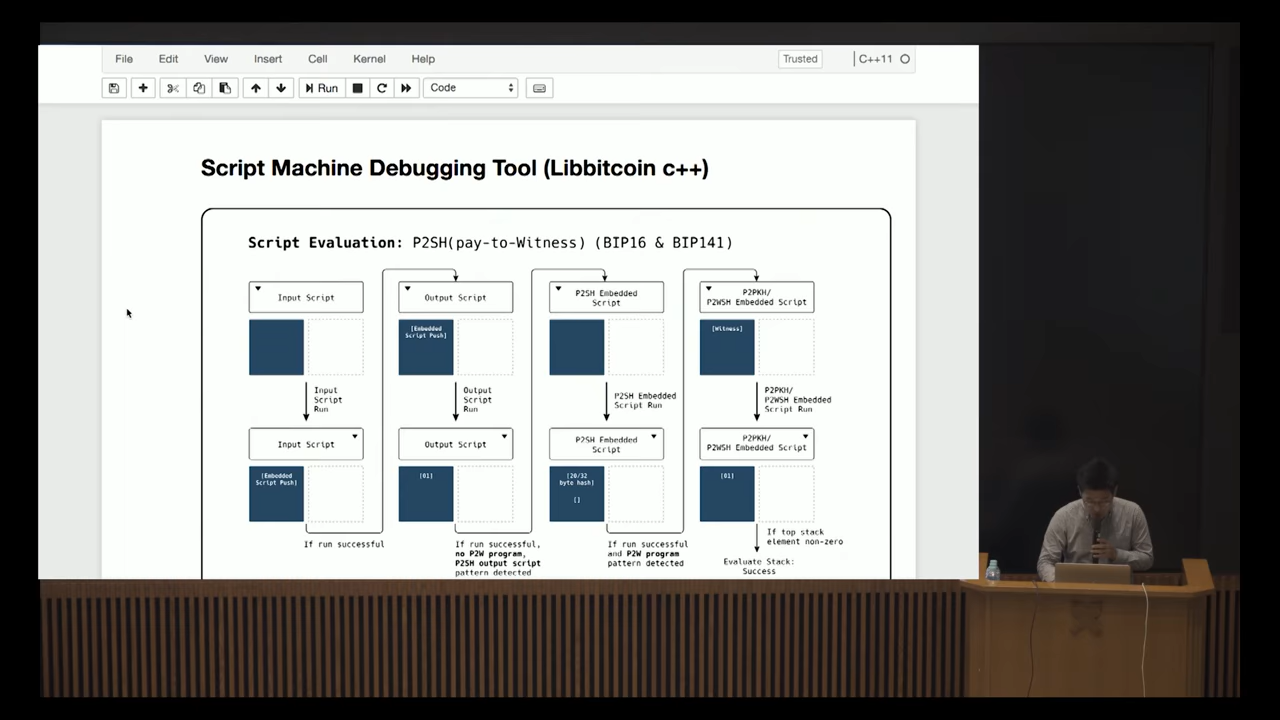 File Edit View Insert Cell Kernel Help Trusted C++11
Run Code
Script Machine Debugging Tool (Libbitcoin c++)
Script Evaluation: P2SH(pay-to-Witness) (BIP16 & BIP141)
Input Script
Output Script
P2SH Embedded
Script
P2PKH/
P2WSH Embedded Script
[Embedded
Script Push]
[Witness]
Input
Script
Run
Output
Script
Run
P2SH Embedded
Script Run
P2PKH/
P2WSH Embedded
Script Run
Input Script
Output Script
P2SH Embedded
Script
P2PKH/
P2WSH Embedded Script
[Embedded
Script Push]
[01]
[20/32
byte hash]
[]
[01]
If run successful
If run successful,
no P2W program,
P2SH output script
pattern detected
If run successful
and P2W program
pattern detected
If top stack
element non-zero
Evaluate Stack:
Success